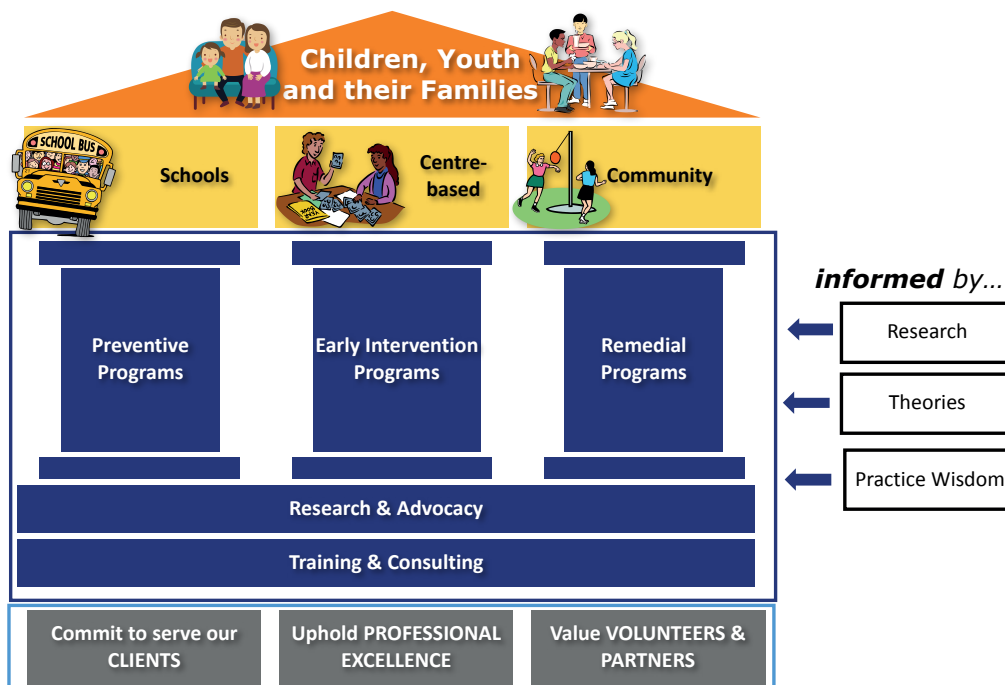 Children, Youth
and their Families
SCHOOL BUS
Schools
Centre-
based
Community
Preventive
Programs
Early Intervention
Programs
Remedial
Programs
Research & Advocacy
Training & Consulting
informed by...
Research
Theories
Practice Wisdom
Commit to serve our
CLIENTS
Uphold PROFESSIONAL
EXCELLENCE
Value VOLUNTEERS &
PARTNERS